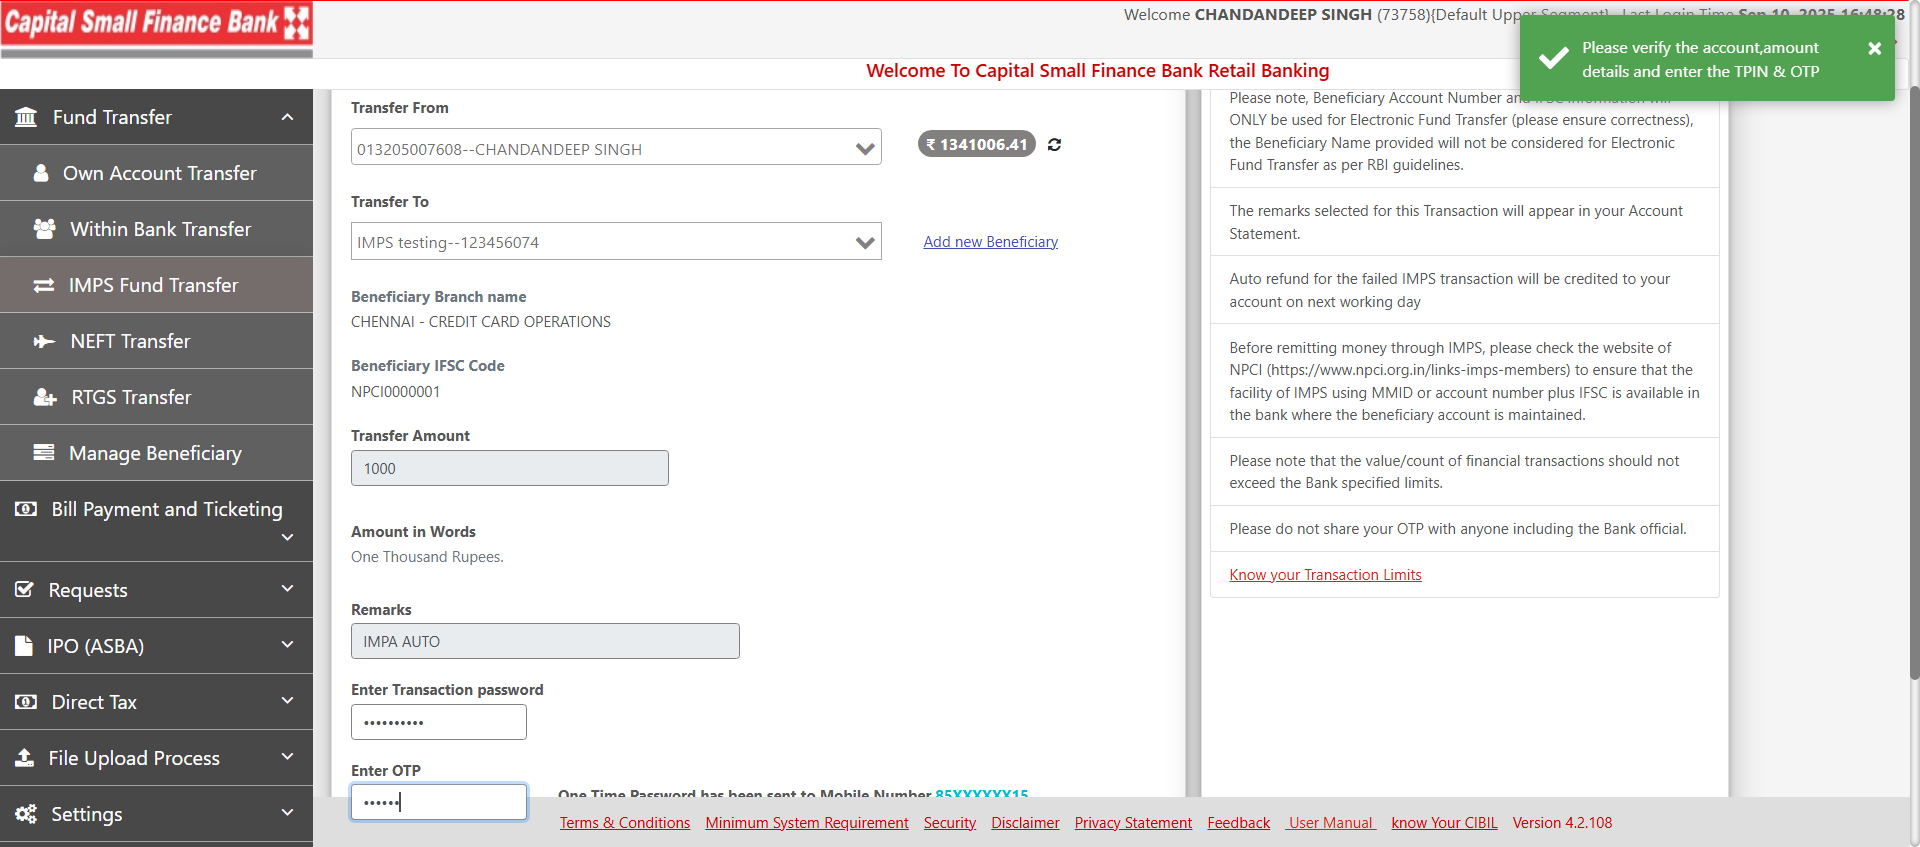 Capital Small Finance Bank
Welcome CHANDANDEEP SINGH (73758){Default Upper Segment} Last Login Time Sep 10, 2025 16:48:28
Please verify the account,amount
details and enter the TPIN & OTP
Welcome To Capital Small Finance Bank Retail Banking
Fund Transfer
Own Account Transfer
Within Bank Transfer
IMPS Fund Transfer
NEFT Transfer
RTGS Transfer
Manage Beneficiary
Bill Payment and Ticketing
Requests
IPO (ASBA)
Direct Tax
File Upload Process
Settings
Transfer From
013205007608--CHANDANDEEP SINGH
₹ 1341006.41
Transfer To
IMPS testing--123456074
Add new Beneficiary
Beneficiary Branch name
CHENNAI - CREDIT CARD OPERATIONS
Beneficiary IFSC Code
NPCI0000001
Transfer Amount
1000
Amount in Words
One Thousand Rupees.
Remarks
IMPA AUTO
Enter Transaction password
••••••••••
Enter OTP
••••••
One Time Password has been sent to Mobile Number 85XXXXXX15
Please note, Beneficiary Account Number and IFSC information will
ONLY be used for Electronic Fund Transfer (please ensure correctness),
the Beneficiary Name provided will not be considered for Electronic
Fund Transfer as per RBI guidelines.
The remarks selected for this Transaction will appear in your Account
Statement.
Auto refund for the failed IMPS transaction will be credited to your
account on next working day
Before remitting money through IMPS, please check the website of
NPCI (https://www.npci.org.in/links-imps-members) to ensure that the
facility of IMPS using MMID or account number plus IFSC is available in
the bank where the beneficiary account is maintained.
Please note that the value/count of financial transactions should not
exceed the Bank specified limits.
Please do not share your OTP with anyone including the Bank official.
Know your Transaction Limits
Terms & Conditions Minimum System Requirement Security Disclaimer Privacy Statement Feedback User Manual know Your CIBIL Version 4.2.108